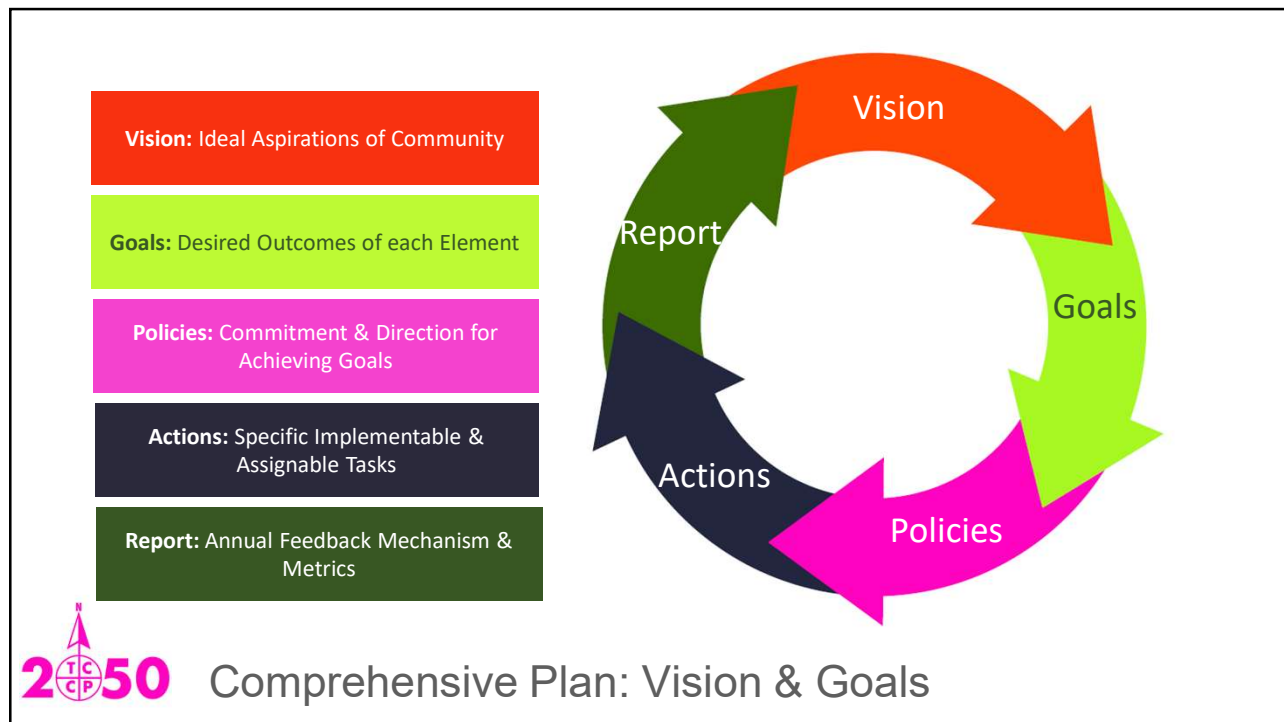 Vision: Ideal Aspirations of Community
Goals: Desired Outcomes of each Element
Policies: Commitment & Direction for
Achieving Goals
Actions: Specific Implementable &
Assignable Tasks
Report: Annual Feedback Mechanism &
Metrics
Vision
Goals
Policies
Actions
Report
N
2 T C 50
C P
Comprehensive Plan: Vision & Goals